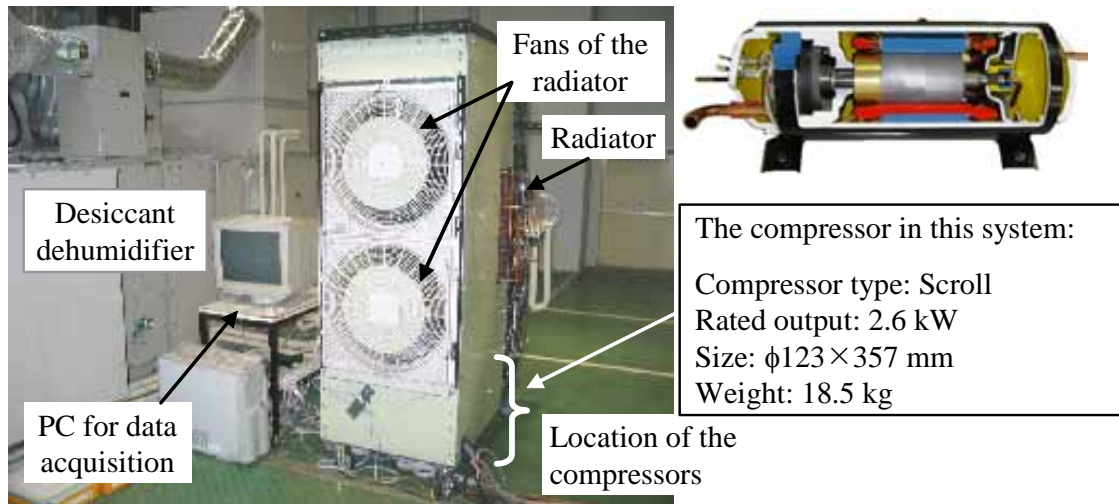 Fans of the
radiator
Radiator
Desiccant
dehumidifier
PC for data
acquisition
Location of the
compressors
The compressor in this system:
Compressor type: Scroll
Rated output: 2.6 kW
Size: ϕ123×357 mm
Weight: 18.5 kg